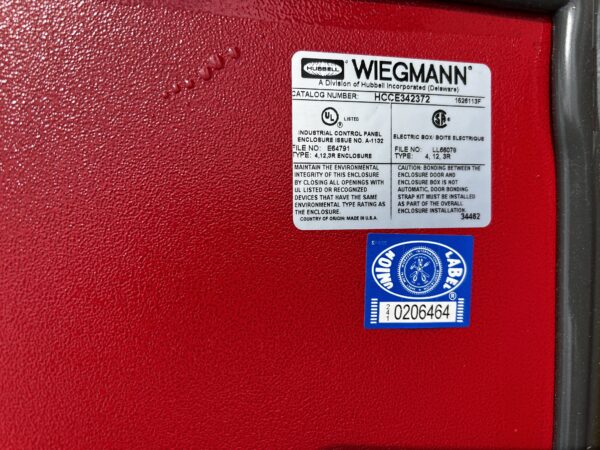 HUBBELL
WIEGMANN®
A Division of Hubbell Incorporated (Delaware)
CATALOG NUMBER: HCCE342372 1626113F
UL LISTED
INDUSTRIAL CONTROL PANEL
ENCLOSURE ISSUE NO. A-1132
FILE NO: E64791
TYPE: 4,12,3R ENCLOSURE
ELECTRIC BOX/ BOITE ELECTRIQUE
FILE NO: LL66079
TYPE: 4, 12, 3R
MAINTAIN THE ENVIRONMENTAL
INTEGRITY OF THIS ENCLOSURE
BY CLOSING ALL OPENINGS WITH
UL LISTED OR RECOGNIZED
DEVICES THAT HAVE THE SAME
ENVIRONMENTAL TYPE RATING AS
THE ENCLOSURE.
COUNTRY OF ORIGIN: MADE IN U.S.A.
CAUTION: BONDING BETWEEN THE
ENCLOSURE DOOR AND
ENCLOSURE BOX IS NOT
AUTOMATIC, DOOR BONDING
STRAP KIT MUST BE INSTALLED
AS PART OF THE OVERALL
ENCLOSURE INSTALLATION.
34462
UNION LABEL®
241
0206464